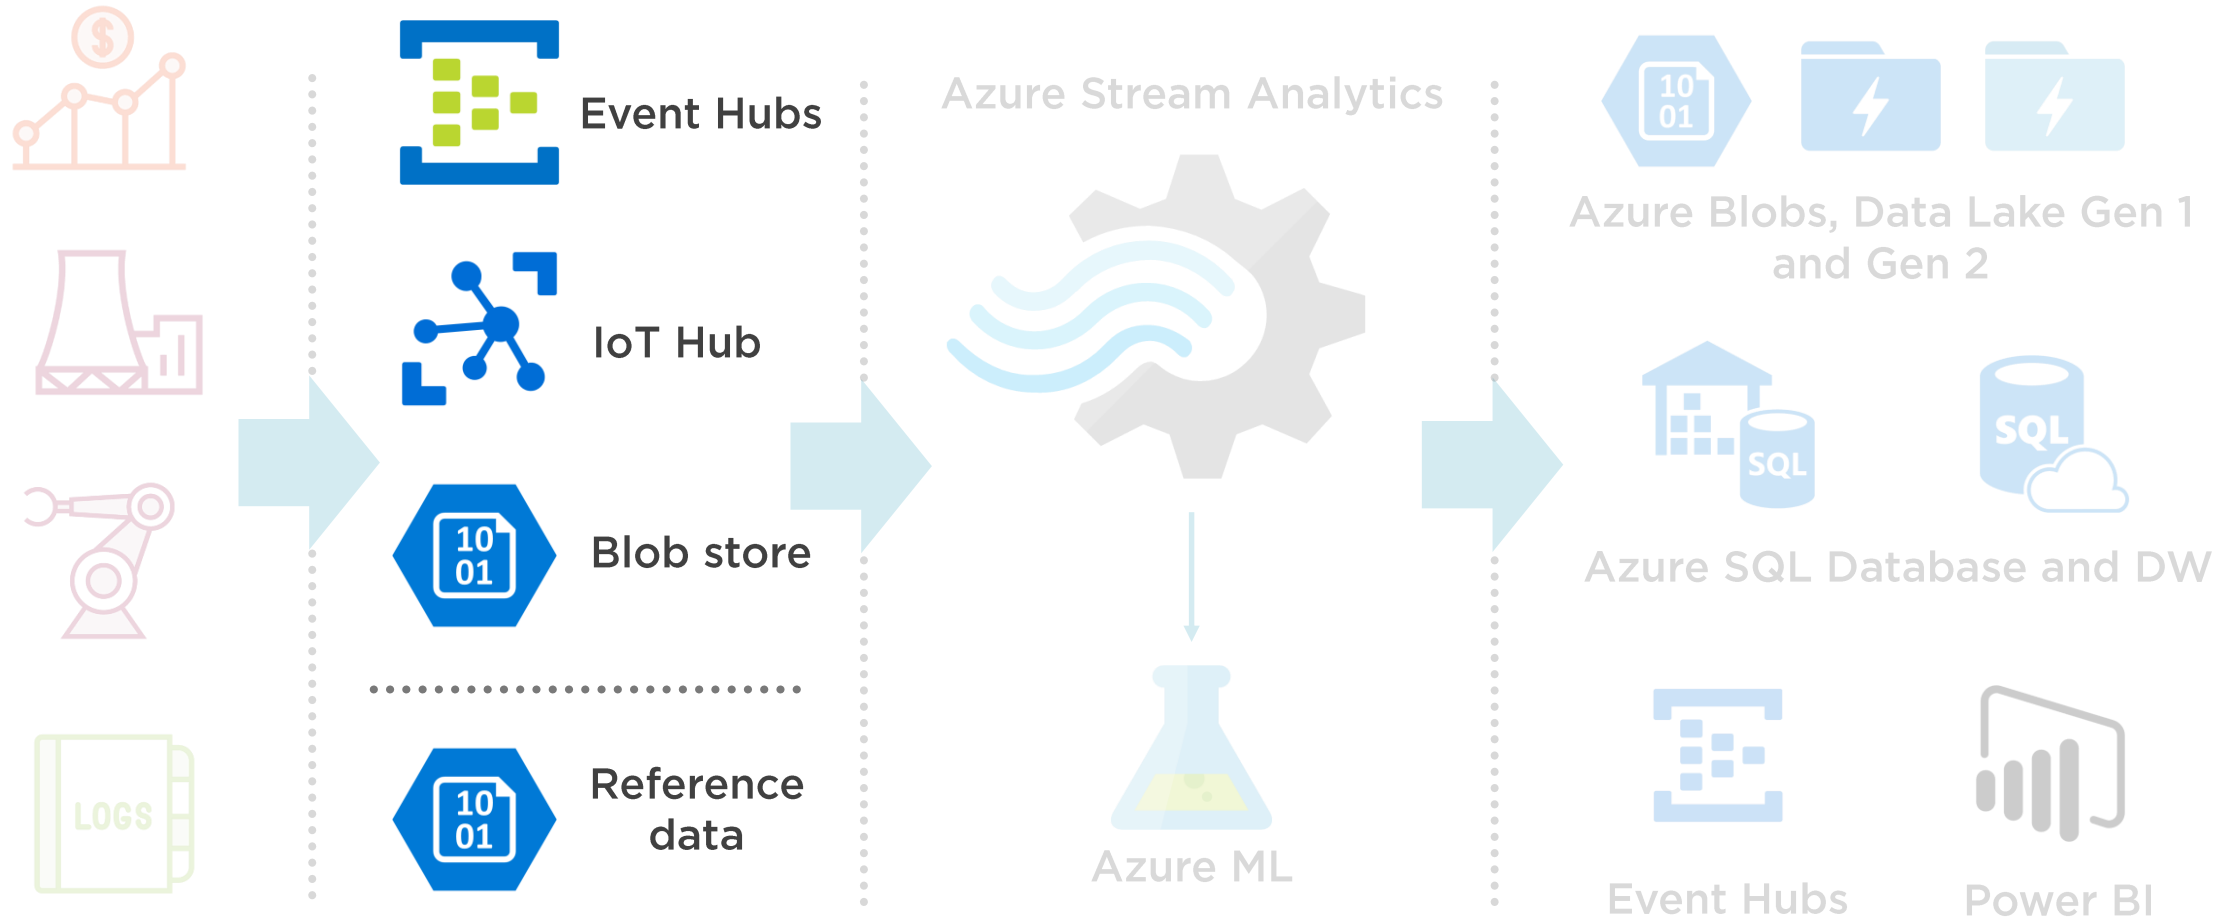 $
LOGS
Event Hubs
IoT Hub
10
01
Blob store
10
01
Reference
data
Azure Stream Analytics
Azure ML
10
01
Azure Blobs, Data Lake Gen 1
and Gen 2
SQL
SQL
Azure SQL Database and DW
Event Hubs
Power BI